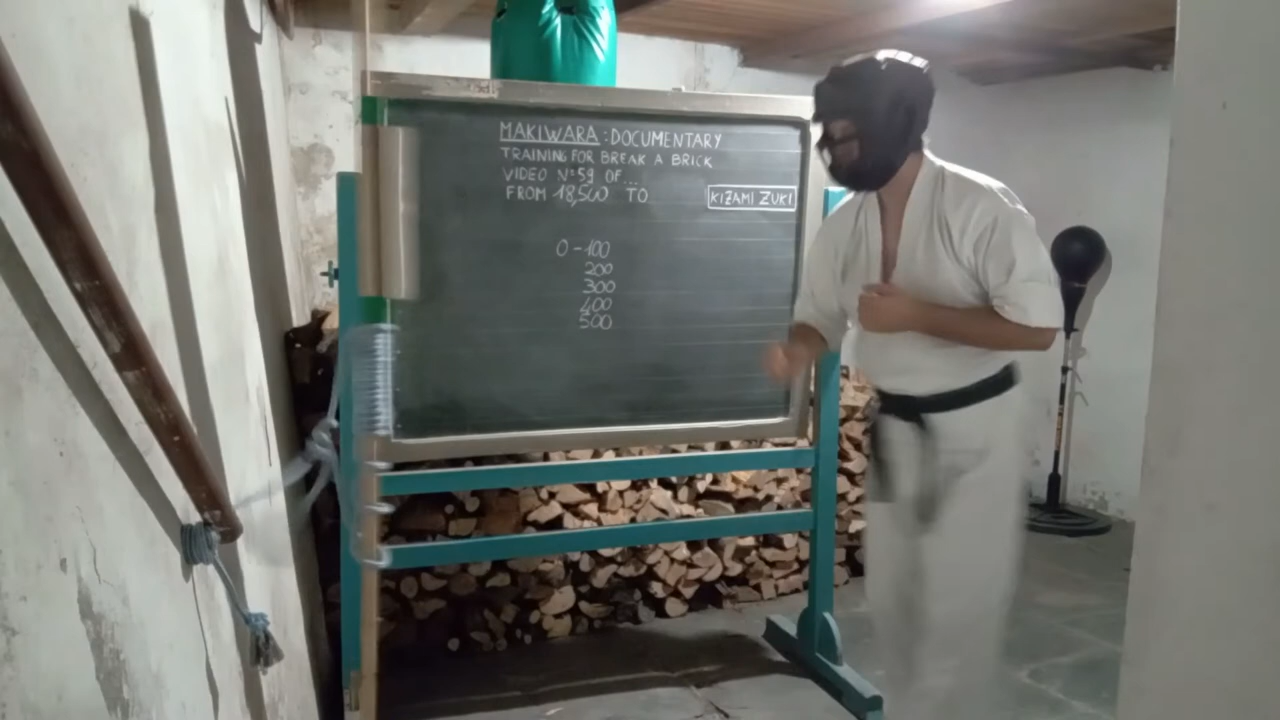 MAKIWARA: DOCUMENTARY
TRAINING FOR BREAK A BRICK
VIDEO N°59 OF...
FROM 18,500 TO
KIZAMI ZUKI
0-100
200
300
400
500